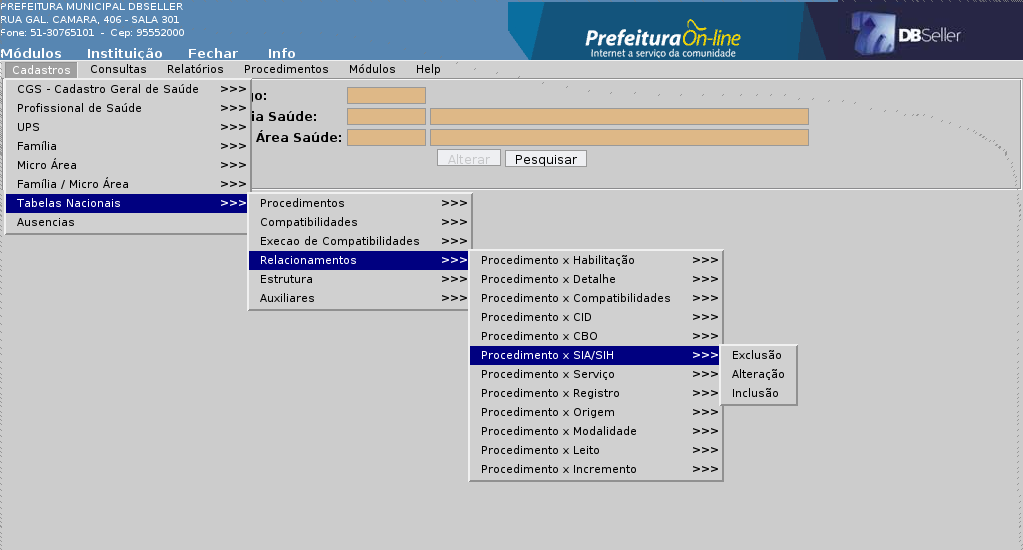 PREFEITURA MUNICIPAL DBSELLER
RUA GAL. CAMARA, 406 - SALA 301
Fone: 51-30765101 - Cep: 95552000
Prefeitura On-line
Internet a serviço da comunidade
DBSeller
Módulos Instituição Fechar Info
Cadastros Consultas Relatórios Procedimentos Módulos Help
CGS - Cadastro Geral de Saúde >>>
Profissional de Saúde >>>
UPS >>>
Família >>>
Micro Área >>>
Família / Micro Área >>>
Tabelas Nacionais >>>
Ausencias
o:
ia Saúde:
Área Saúde:
Alterar Pesquisar
Procedimentos >>>
Compatibilidades >>>
Execao de Compatibilidades >>>
Relacionamentos >>>
Estrutura >>>
Auxiliares >>>
Procedimento x Habilitação >>>
Procedimento x Detalhe >>>
Procedimento x Compatibilidades >>>
Procedimento x CID >>>
Procedimento x CBO >>>
Procedimento x SIA/SIH >>>
Procedimento x Serviço >>>
Procedimento x Registro >>>
Procedimento x Origem >>>
Procedimento x Modalidade >>>
Procedimento x Leito >>>
Procedimento x Incremento >>>
Exclusão
Alteração
Inclusão